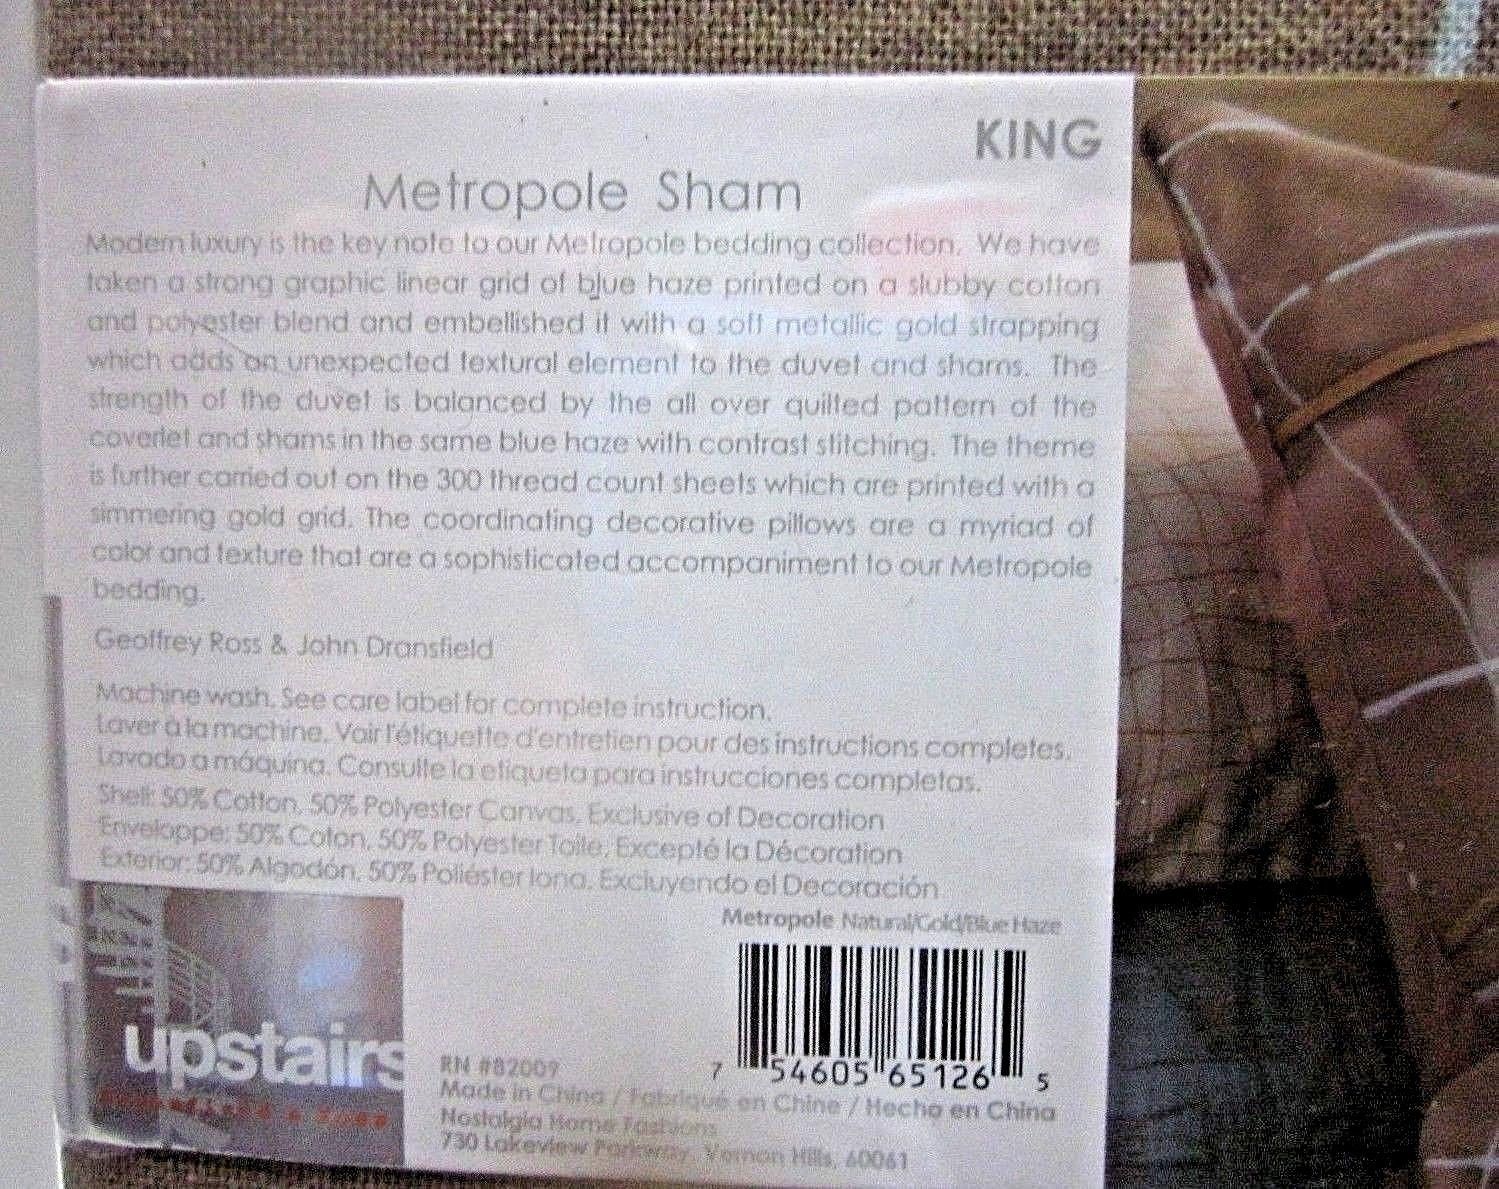 KING
Metropole Sham
Modern luxury is the key note to our Metropole bedding collection. We have
taken a strong graphic linear grid of blue haze printed on a slubby cotton
and polyester blend and embellished it with a soft metallic gold strapping
which adds an unexpected textural element to the duvet and shams. The
strength of the duvet is balanced by the all over quilted pattern of the
coverlet and shams in the same blue haze with contrast stitching. The theme
is further carried out on the 300 thread count sheets which are printed with a
simmering gold grid. The coordinating decorative pillows are a myriad of
color and texture that are a sophisticated accompaniment to our Metropole
bedding.
Geoffrey Ross & John Dransfield
Machine wash. See care label for complete instruction.
Laver à la machine. Voir l'étiquette d'entretien pour des instructions completes.
Lavado a máquina. Consulte la etiqueta para instrucciones completas.
Shell: 50% Cotton, 50% Polyester Canvas, Exclusive of Decoration
Enveloppe: 50% Coton, 50% Polyester Toile, Excepté la Décoration
Exterior: 50% Algodón, 50% Poliéster lona. Excluyendo el Decoración
Metropole Natural/Gold/Blue Haze
7 54605 65126 5
upstairs
RN #82009
Made in China / Fabriqué en Chine / Hecho en China
Nostalgia Home Fashions
730 Lakeview Parkway, Vernon Hills, 60061